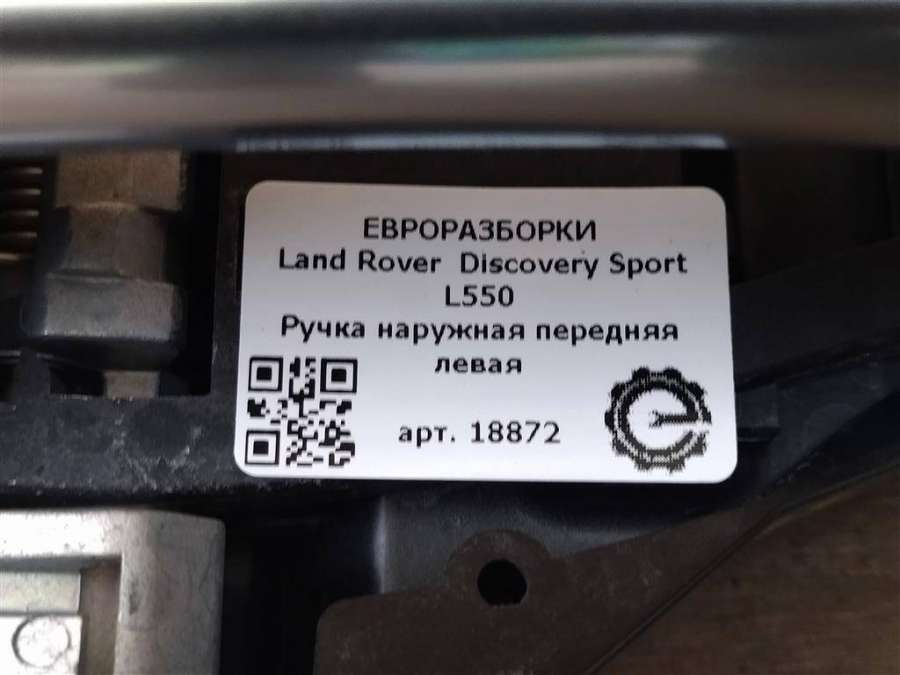 ЕВРОРАЗБОРКИ
Land Rover Discovery Sport
L550
Ручка наружная передняя
левая
арт. 18872